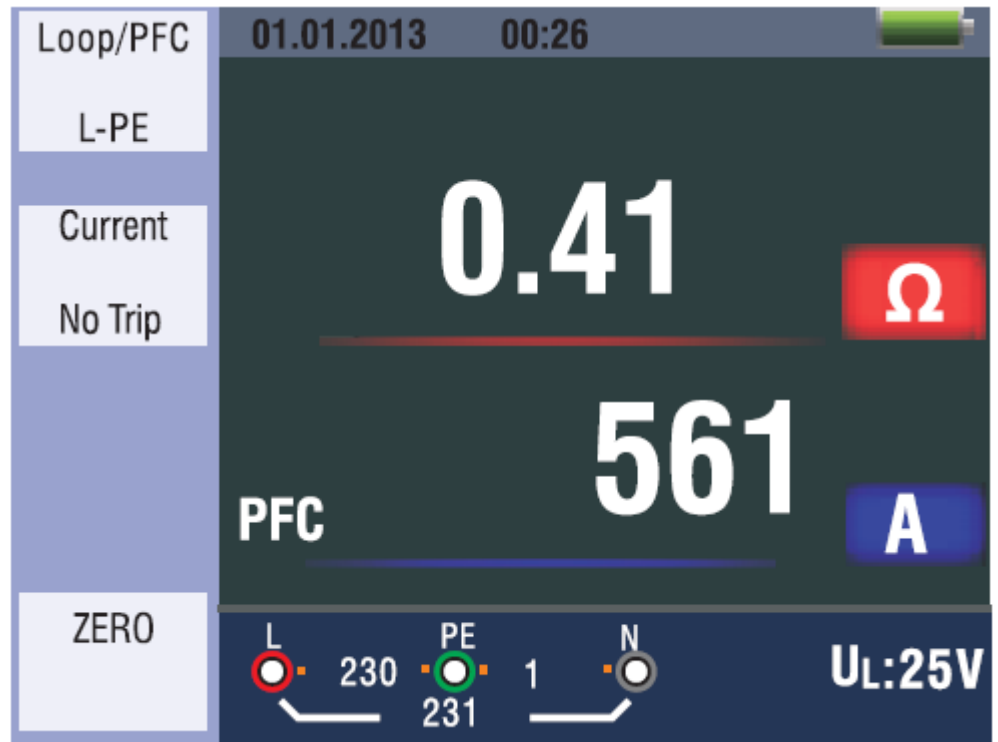 Loop/PFC
L-PE
Current
No Trip
ZERO
01.01.2013 00:26
0.41 Ω
PFC 561 A
L PE N
230 1
231
UL:25V